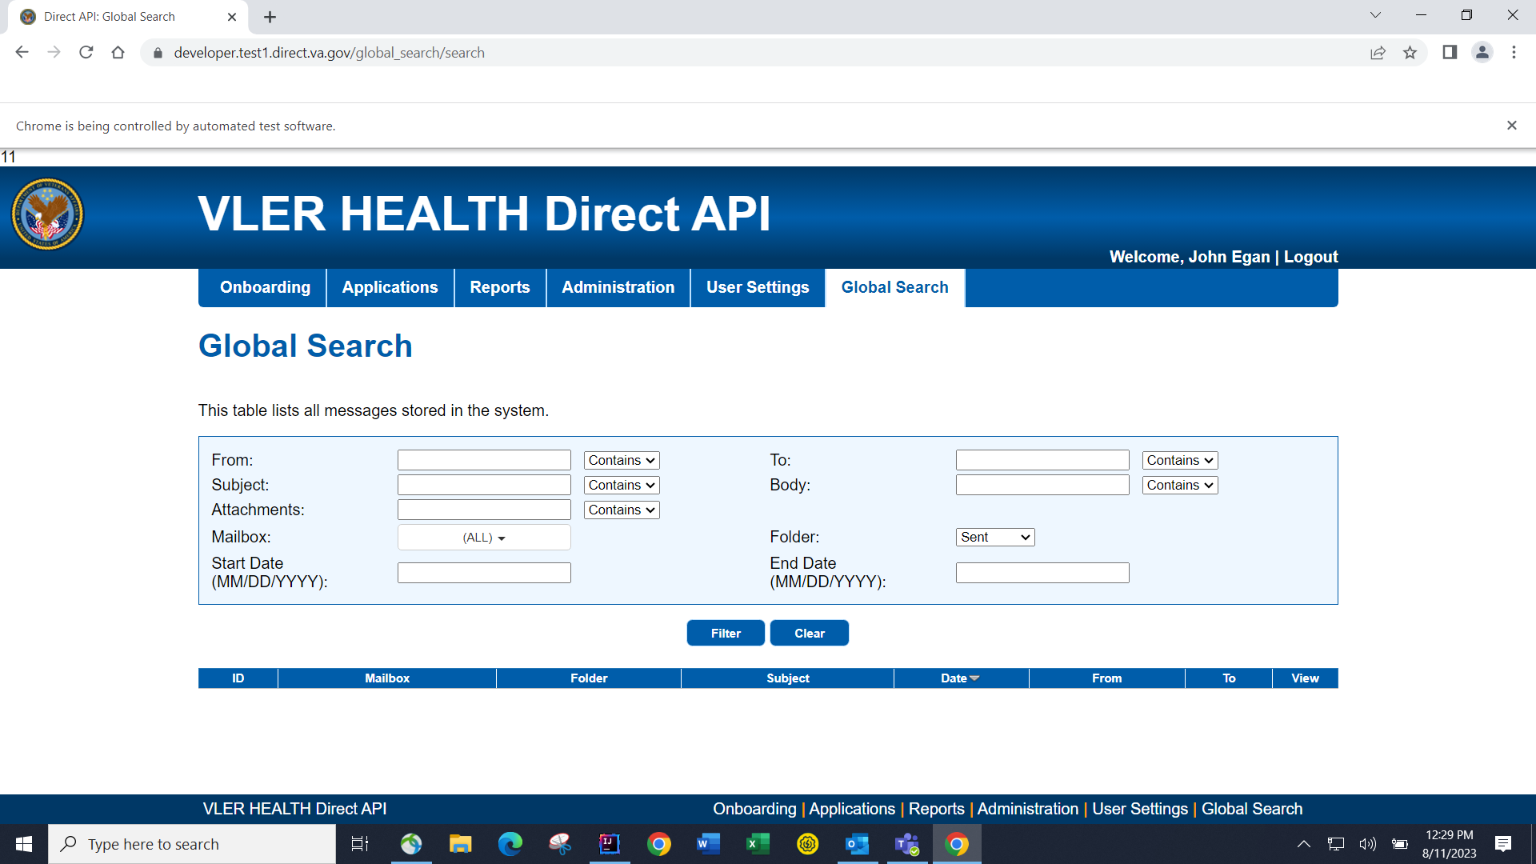 Direct API: Global Search
developer.test1.direct.va.gov/global_search/search
Chrome is being controlled by automated test software.
11
VLER HEALTH Direct API
Welcome, John Egan | Logout
Onboarding Applications Reports Administration User Settings Global Search
Global Search
This table lists all messages stored in the system.
From: Contains To: Contains
Subject: Contains Body: Contains
Attachments: Contains
Mailbox: (ALL) Folder: Sent
Start Date End Date
(MM/DD/YYYY): (MM/DD/YYYY):
Filter Clear
ID Mailbox Folder Subject Date From To View
VLER HEALTH Direct API Onboarding | Applications | Reports | Administration | User Settings | Global Search
Type here to search
12:29 PM
8/11/2023